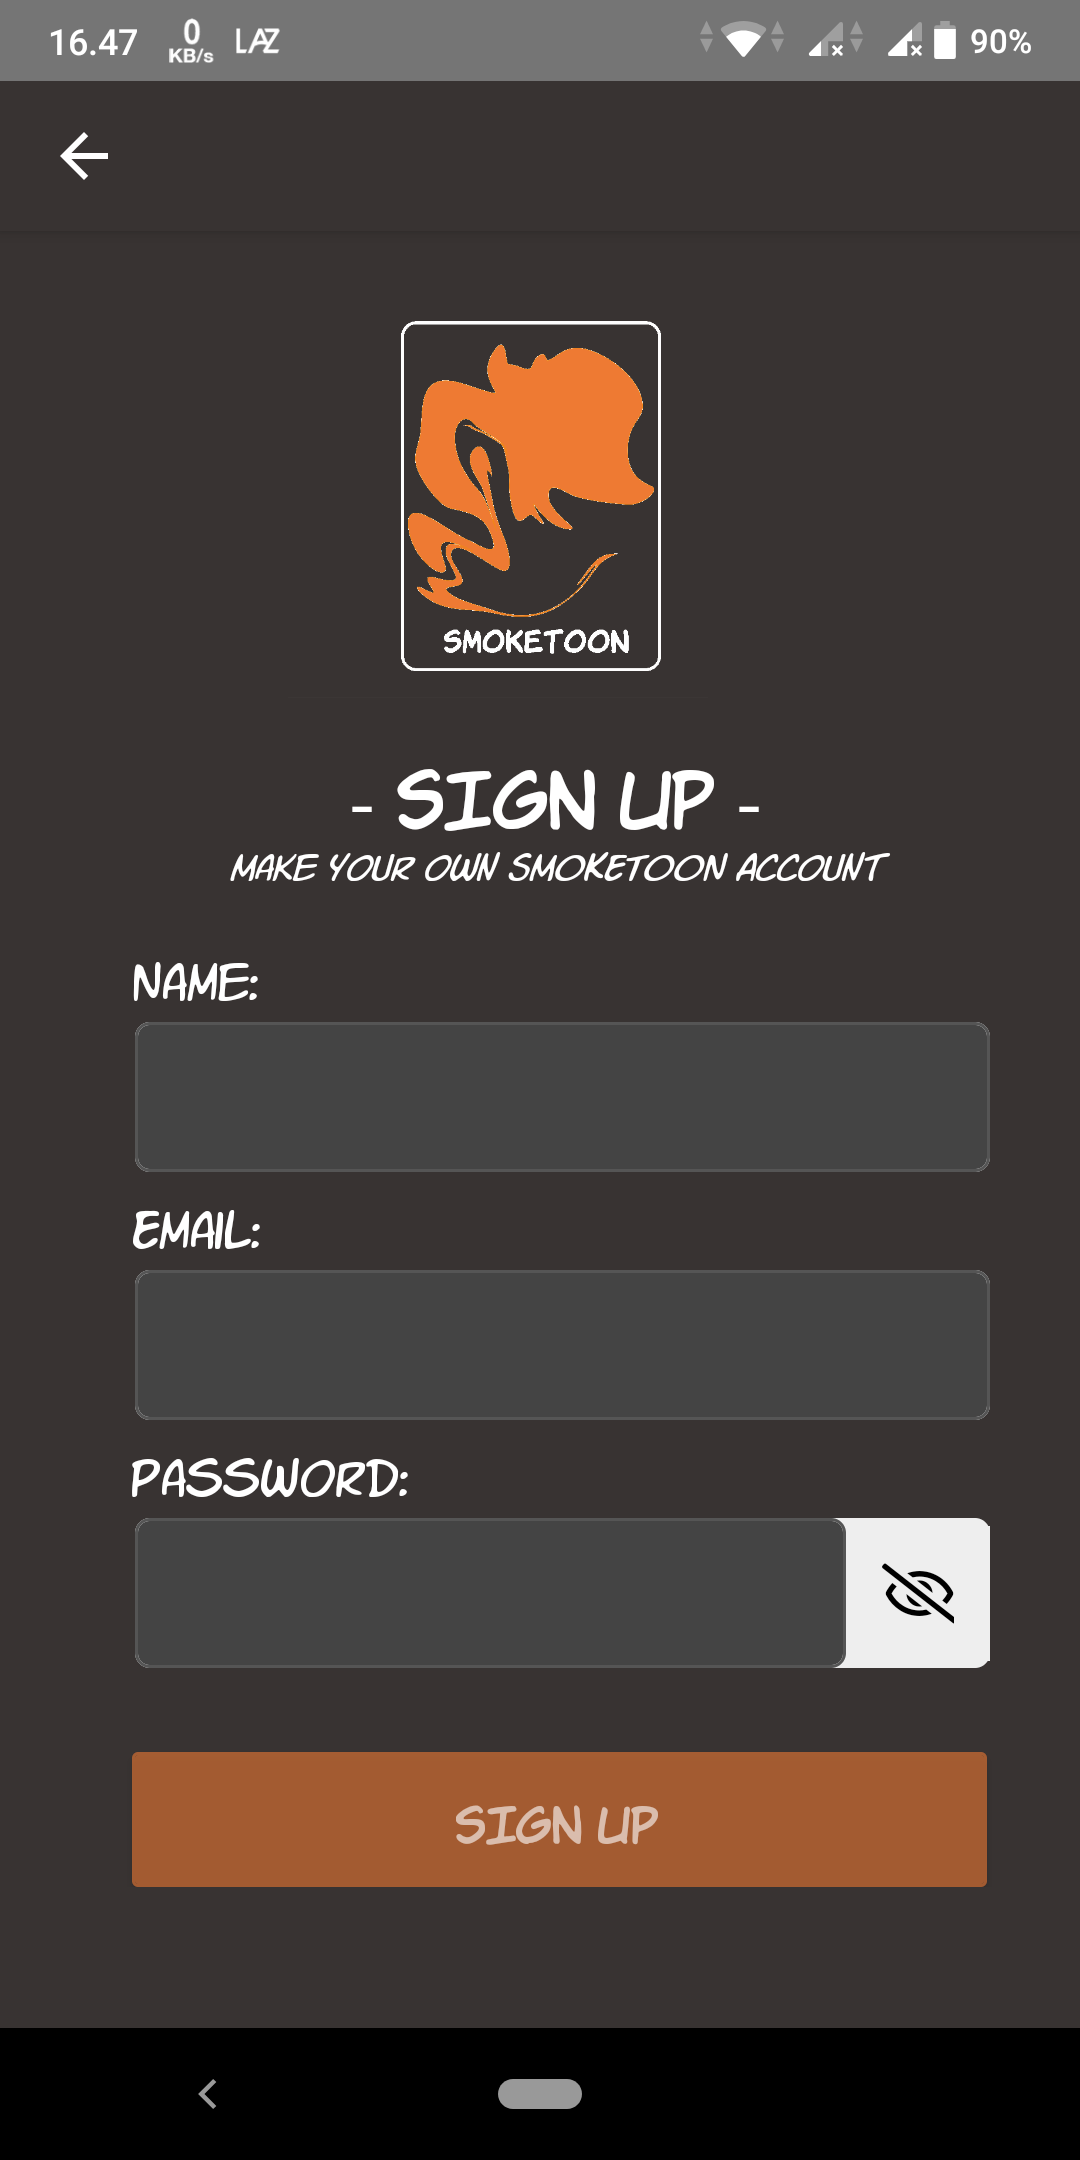 16.47 0 KB/s LAZ 90%
SMOKETOON
- SIGN UP -
MAKE YOUR OWN SMOKETOON ACCOUNT
NAME:
EMAIL:
PASSWORD:
SIGN UP